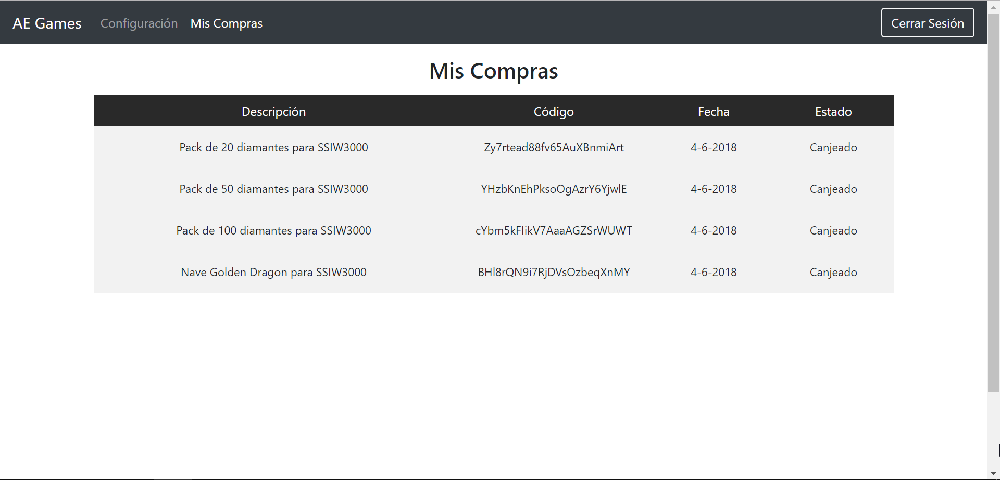 AE Games Configuración Mis Compras Cerrar Sesión
Mis Compras
Descripción Código Fecha Estado
Pack de 20 diamantes para SSIW3000 Zy7rtead88fv65AuXBnmiArt 4-6-2018 Canjeado
Pack de 50 diamantes para SSIW3000 YHzbKnEhPksoOgAzrY6YjwlE 4-6-2018 Canjeado
Pack de 100 diamantes para SSIW3000 cYbm5kFIikV7AaaAGZSrWUWT 4-6-2018 Canjeado
Nave Golden Dragon para SSIW3000 BHl8rQN9i7RjDVsOzbeqXnMY 4-6-2018 Canjeado